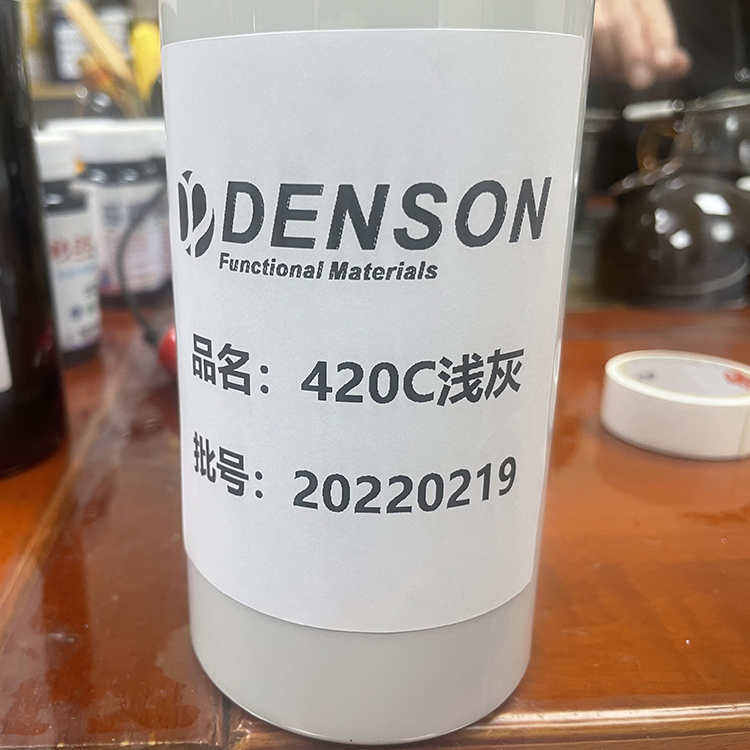 DENSON
Functional Materials
品名：420C浅灰
批号：20220219